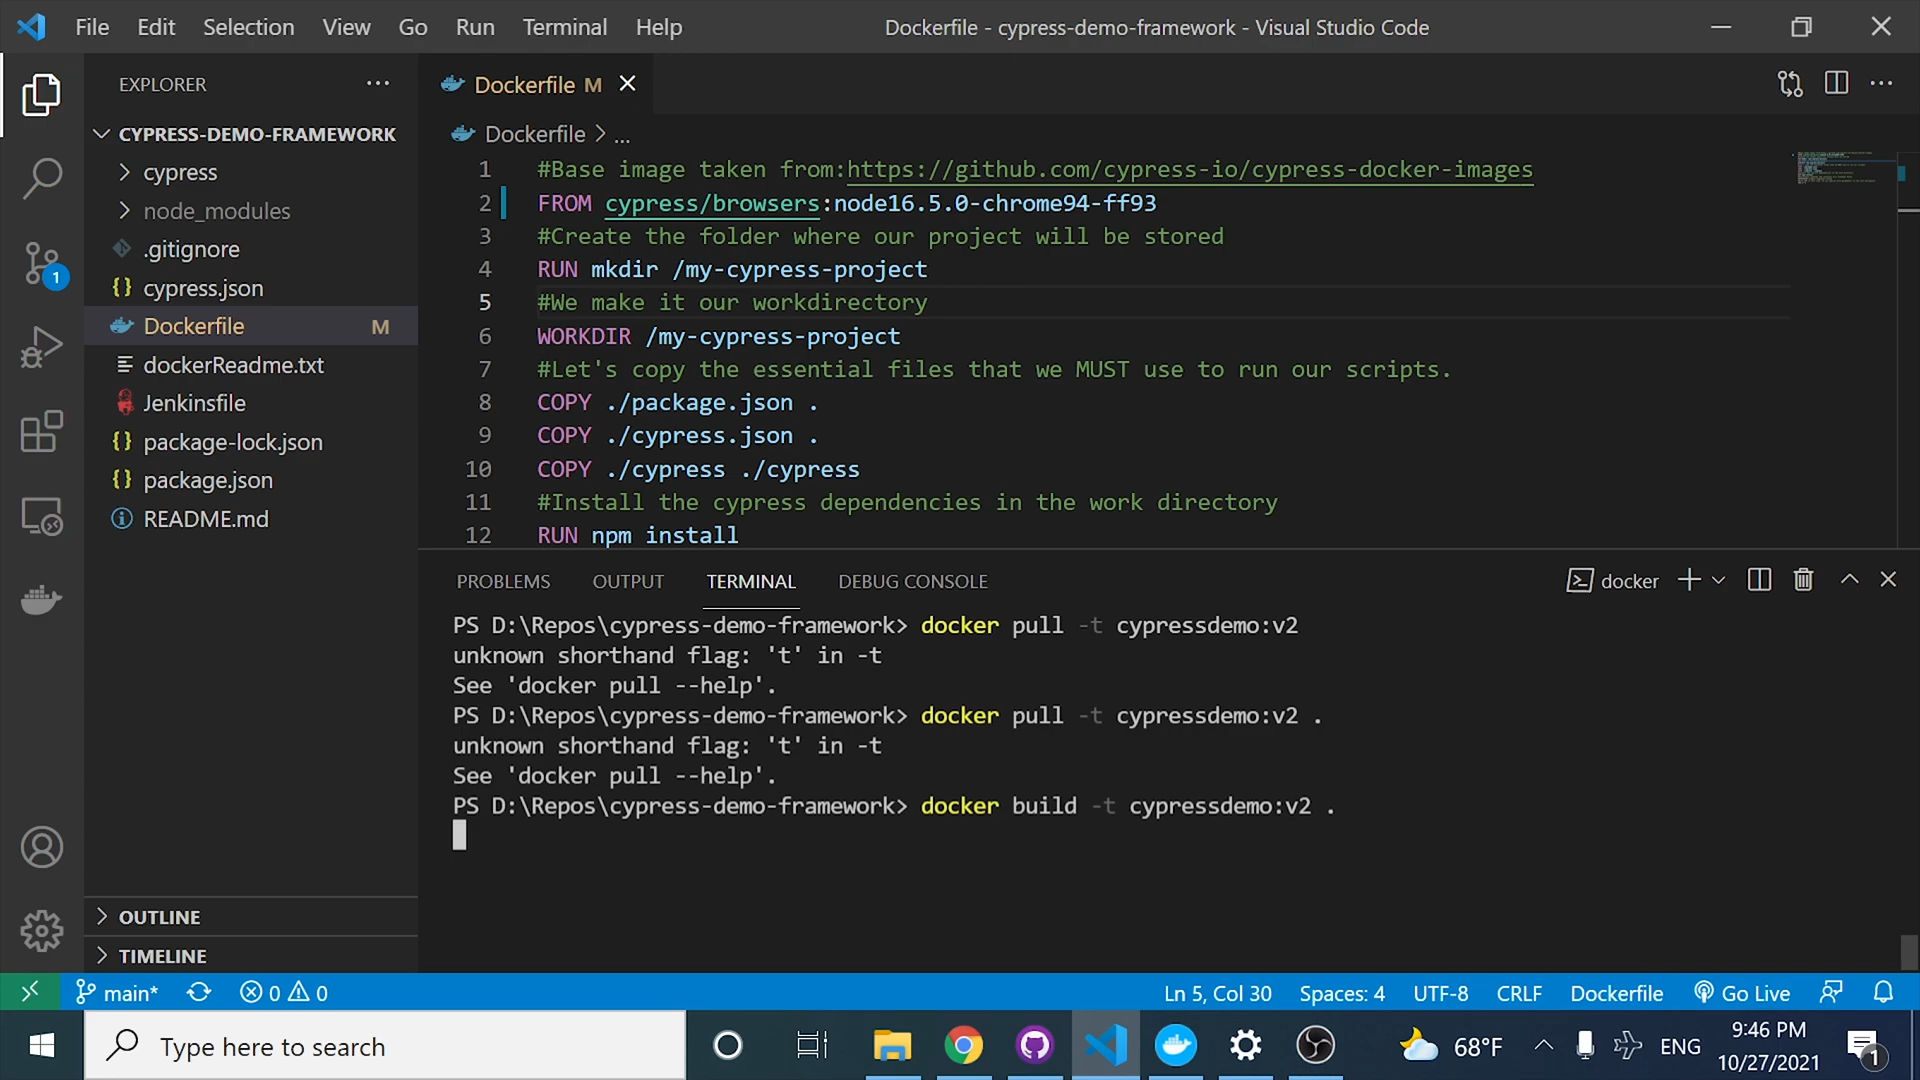 File Edit Selection View Go Run Terminal Help
Dockerfile - cypress-demo-framework - Visual Studio Code
EXPLORER
CYPRESS-DEMO-FRAMEWORK
cypress
node_modules
.gitignore
cypress.json
Dockerfile M
dockerReadme.txt
Jenkinsfile
package-lock.json
package.json
README.md
OUTLINE
TIMELINE
1
Dockerfile M
Dockerfile > ...
1 #Base image taken from:https://github.com/cypress-io/cypress-docker-images
2 FROM cypress/browsers:node16.5.0-chrome94-ff93
3 #Create the folder where our project will be stored
4 RUN mkdir /my-cypress-project
5 #We make it our workdirectory
6 WORKDIR /my-cypress-project
7 #Let's copy the essential files that we MUST use to run our scripts.
8 COPY ./package.json .
9 COPY ./cypress.json .
10 COPY ./cypress ./cypress
11 #Install the cypress dependencies in the work directory
12 RUN npm install
PROBLEMS OUTPUT TERMINAL DEBUG CONSOLE
docker
PS D:\Repos\cypress-demo-framework> docker pull -t cypressdemo:v2
unknown shorthand flag: 't' in -t
See 'docker pull --help'.
PS D:\Repos\cypress-demo-framework> docker pull -t cypressdemo:v2 .
unknown shorthand flag: 't' in -t
See 'docker pull --help'.
PS D:\Repos\cypress-demo-framework> docker build -t cypressdemo:v2 .
main* 0 0
Ln 5, Col 30 Spaces: 4 UTF-8 CRLF Dockerfile Go Live
Type here to search
68°F ENG
9:46 PM
10/27/2021
1